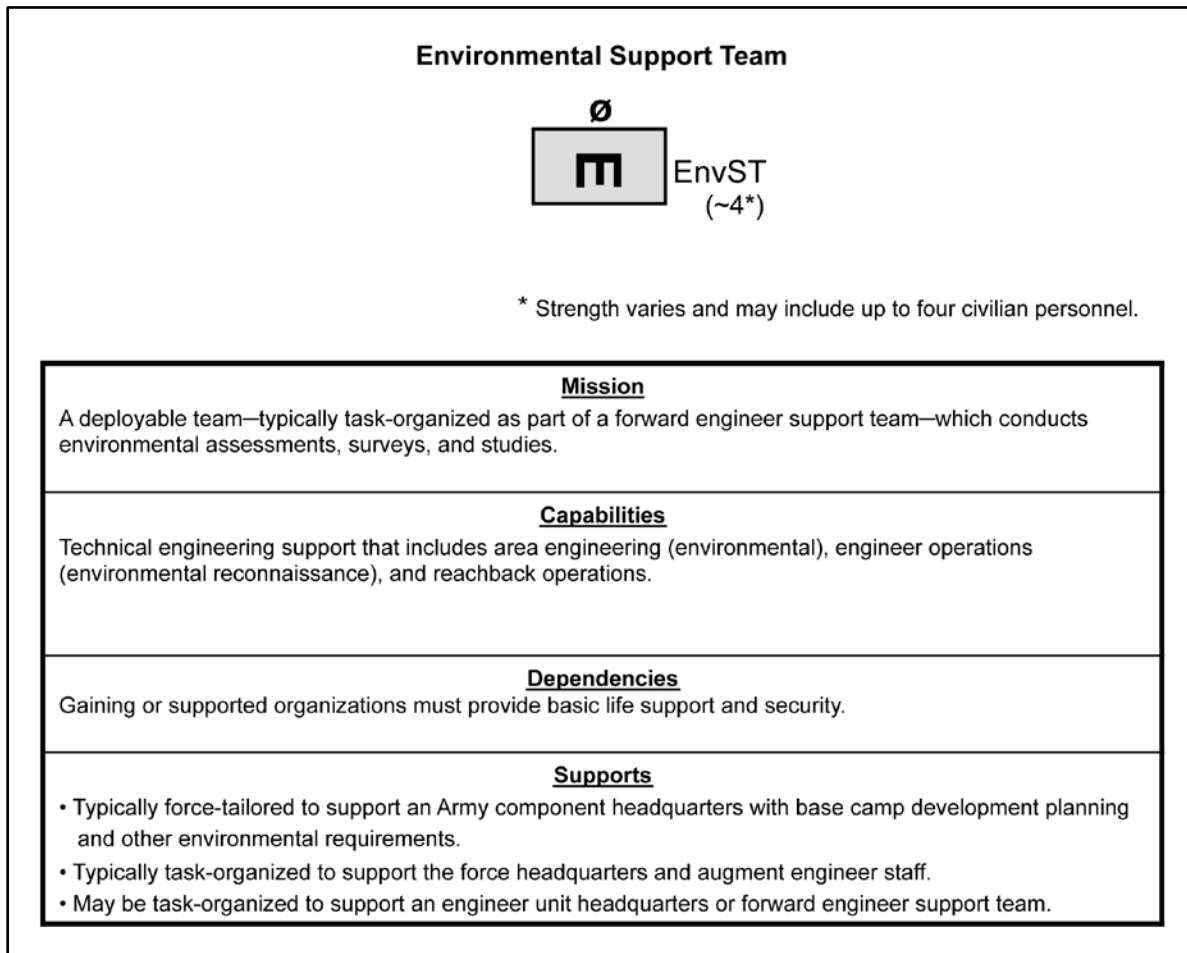 Environmental Support Team
Ø
E
EnvST
(~4*)
* Strength varies and may include up to four civilian personnel.
Mission
A deployable team—typically task-organized as part of a forward engineer support team—which conducts
environmental assessments, surveys, and studies.
Capabilities
Technical engineering support that includes area engineering (environmental), engineer operations
(environmental reconnaissance), and reachback operations.
Dependencies
Gaining or supported organizations must provide basic life support and security.
Supports
• Typically force-tailored to support an Army component headquarters with base camp development planning
and other environmental requirements.
• Typically task-organized to support the force headquarters and augment engineer staff.
• May be task-organized to support an engineer unit headquarters or forward engineer support team.